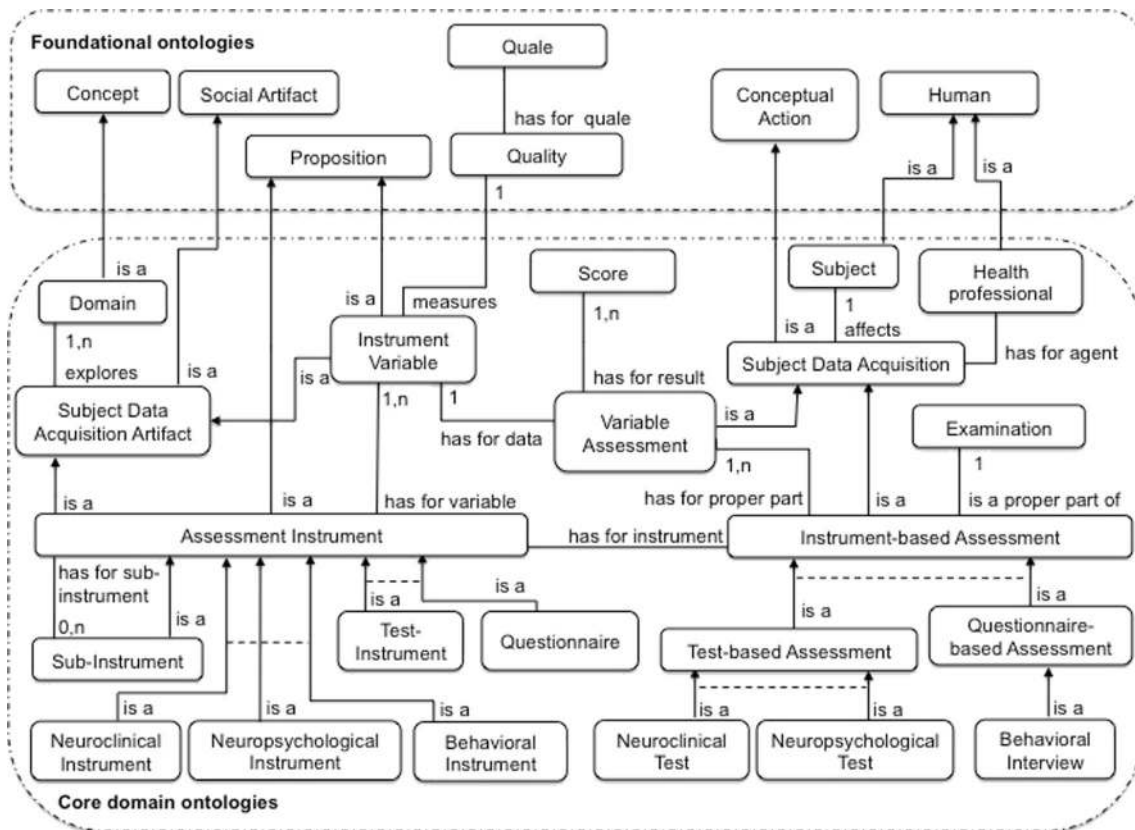 Foundational ontologies
Quale
Concept
Social Artifact
Conceptual
Action
Human
has for quale
Proposition
Quality
1
is a
is a
is a
Domain
Score
Subject
Health
professional
is a
measures
1,n
1,n
1
explores
is a
Instrument
Variable
is a
affects
is a
has for result
Subject Data Acquisition
has for agent
Subject Data
Acquisition Artifact
1,n
1
has for data
Variable
Assessment
is a
Examination
1,n
1
is a
is a
has for variable
has for proper part
is a
is a proper part of
Assessment Instrument
has for instrument
Instrument-based Assessment
has for sub-
instrument
is a
0,n
Sub-Instrument
is a
Test-
Instrument
is a
Questionnaire
is a
Test-based Assessment
is a
Questionnaire-
based Assessment
is a
is a
is a
is a
is a
is a
Neuroclinical
Instrument
Neuropsychological
Instrument
Behavioral
Instrument
Neuroclinical
Test
Neuropsychological
Test
Behavioral
Interview
Core domain ontologies